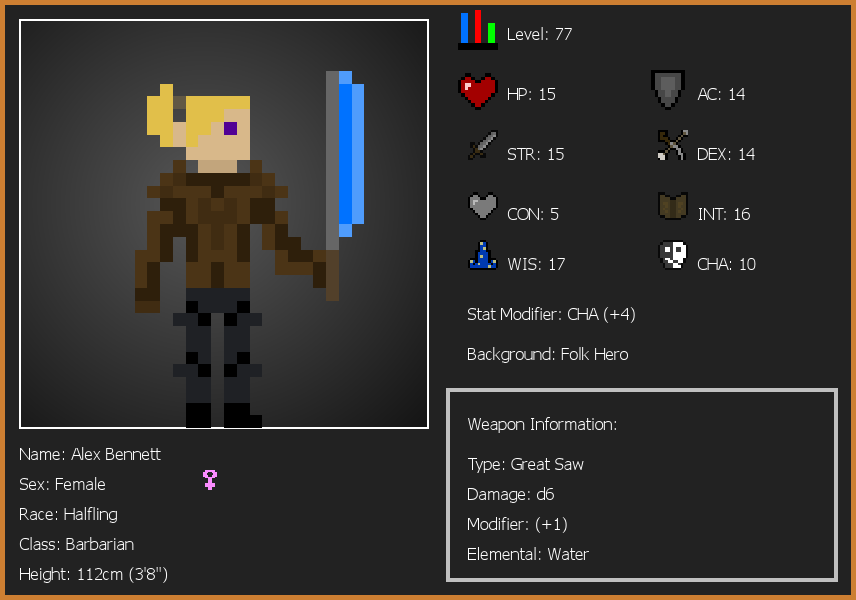 Level: 77
HP: 15
AC: 14
STR: 15
DEX: 14
CON: 5
INT: 16
WIS: 17
CHA: 10
Stat Modifier: CHA (+4)
Background: Folk Hero
Weapon Information:
Type: Great Saw
Damage: d6
Modifier: (+1)
Elemental: Water
Name: Alex Bennett
Sex: Female
Race: Halfling
Class: Barbarian
Height: 112cm (3'8")